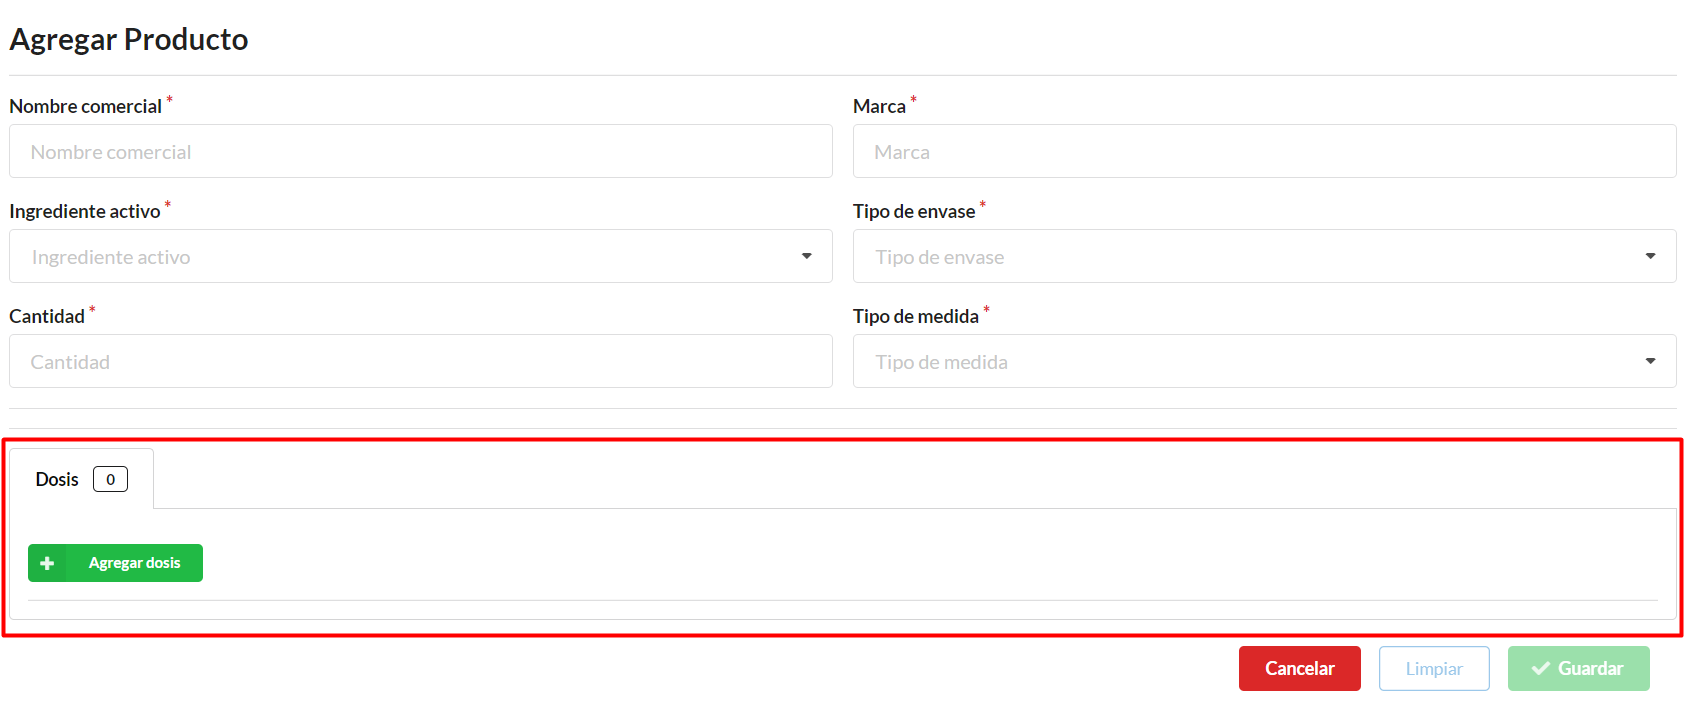 Agregar Producto
Nombre comercial *
Marca *
Nombre comercial
Marca
Ingrediente activo *
Tipo de envase *
Ingrediente activo
Tipo de envase
Cantidad *
Tipo de medida *
Cantidad
Tipo de medida
Dosis 0
Agregar dosis
Cancelar
Limpiar
Guardar